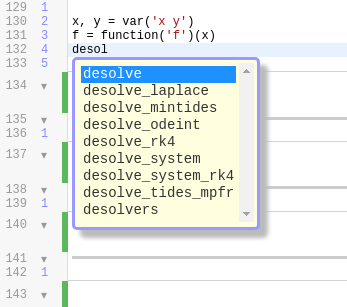 129 1
130 2 x, y = var('x y')
131 3 f = function('f')(x)
132 4 desol
133 5
desolve
134
desolve_laplace
desolve_mintides
135
desolve_odeint
136 1
desolve_rk4
137
desolve_system
desolve_system_rk4
138
desolve_tides_mpfr
139 1
desolvers
140
141
142 1
143